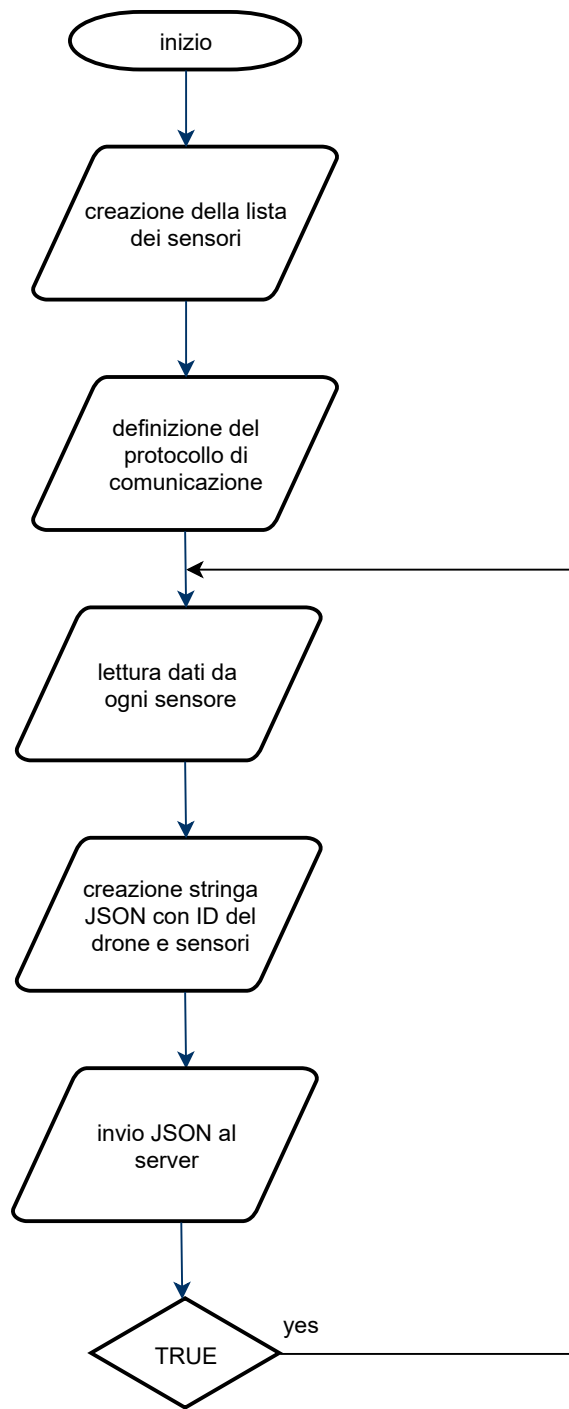 inizio
creazione della lista
dei sensori
definizione del
protocollo di
comunicazione
lettura dati da
ogni sensore
creazione stringa
JSON con ID del
drone e sensori
invio JSON al
server
yes
TRUE